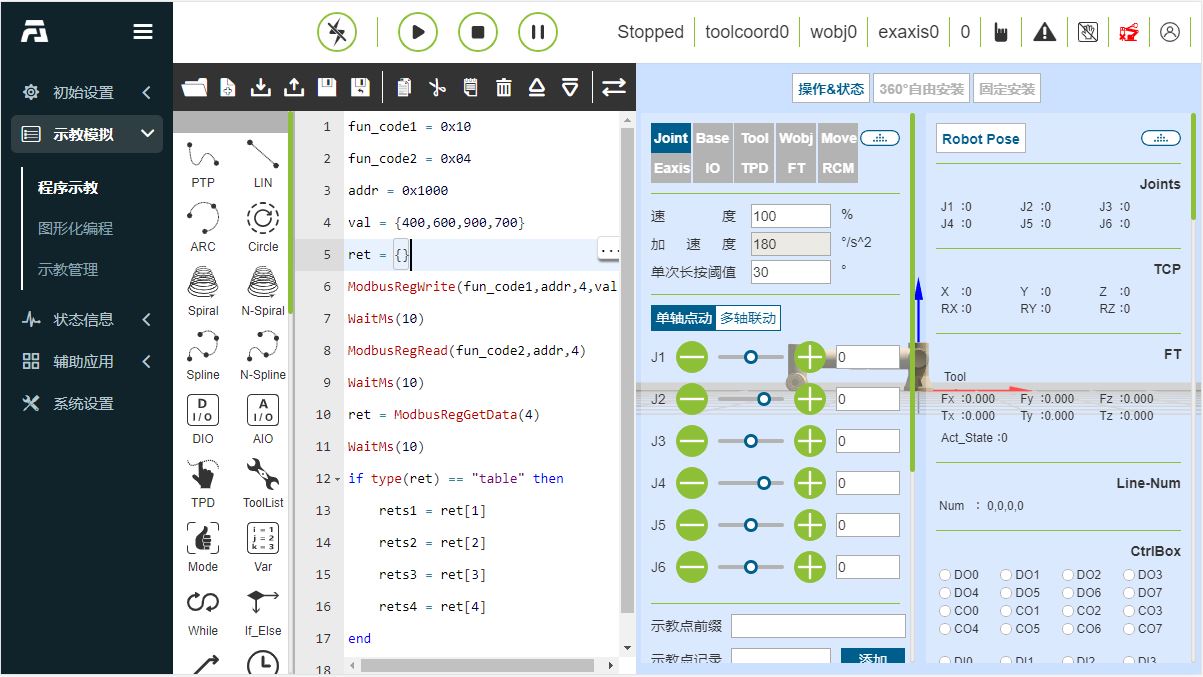 Stopped toolcoord0 wobj0 exaxis0 0
初始设置
示教模拟
程序示教
图形化编程
示教管理
状态信息
辅助应用
系统设置
PTP LIN
ARC Circle
Spiral N-Spiral
Spline N-Spline
D I/O A I/O
DIO AIO
TPD ToolList
i = 1
j = 2
k = 3
Mode Var
While If_Else
1 fun_code1 = 0x10
2 fun_code2 = 0x04
3 addr = 0x1000
4 val = {400,600,900,700}
5 ret = {}
...
6 ModbusRegWrite(fun_code1,addr,4,val
7 WaitMs(10)
8 ModbusRegRead(fun_code2,addr,4)
9 WaitMs(10)
10 ret = ModbusRegGetData(4)
11 WaitMs(10)
12 if type(ret) == "table" then
13 rets1 = ret[1]
14 rets2 = ret[2]
15 rets3 = ret[3]
16 rets4 = ret[4]
17 end
18
操作&状态 360°自由安装 固定安装
Joint Base Tool Wobj Move
Eaxis IO TPD FT RCM
速 度 100 %
加 速 度 180 °/s^2
单次长按阈值 30 °
单轴点动 多轴联动
J1 0
J2 0
J3 0
J4 0
J5 0
J6 0
示教点前缀
示教点记录 添加
Robot Pose
Joints
J1 :0 J2 :0 J3 :0
J4 :0 J5 :0 J6 :0
TCP
X :0 Y :0 Z :0
RX :0 RY :0 RZ :0
FT
Tool
Fx :0.000 Fy :0.000 Fz :0.000
Tx :0.000 Ty :0.000 Tz :0.000
Act_State :0
Line-Num
Num : 0,0,0,0
CtrlBox
DO0 DO1 DO2 DO3
DO4 DO5 DO6 DO7
CO0 CO1 CO2 CO3
CO4 CO5 CO6 CO7
DI0 DI1 DI2 DI3